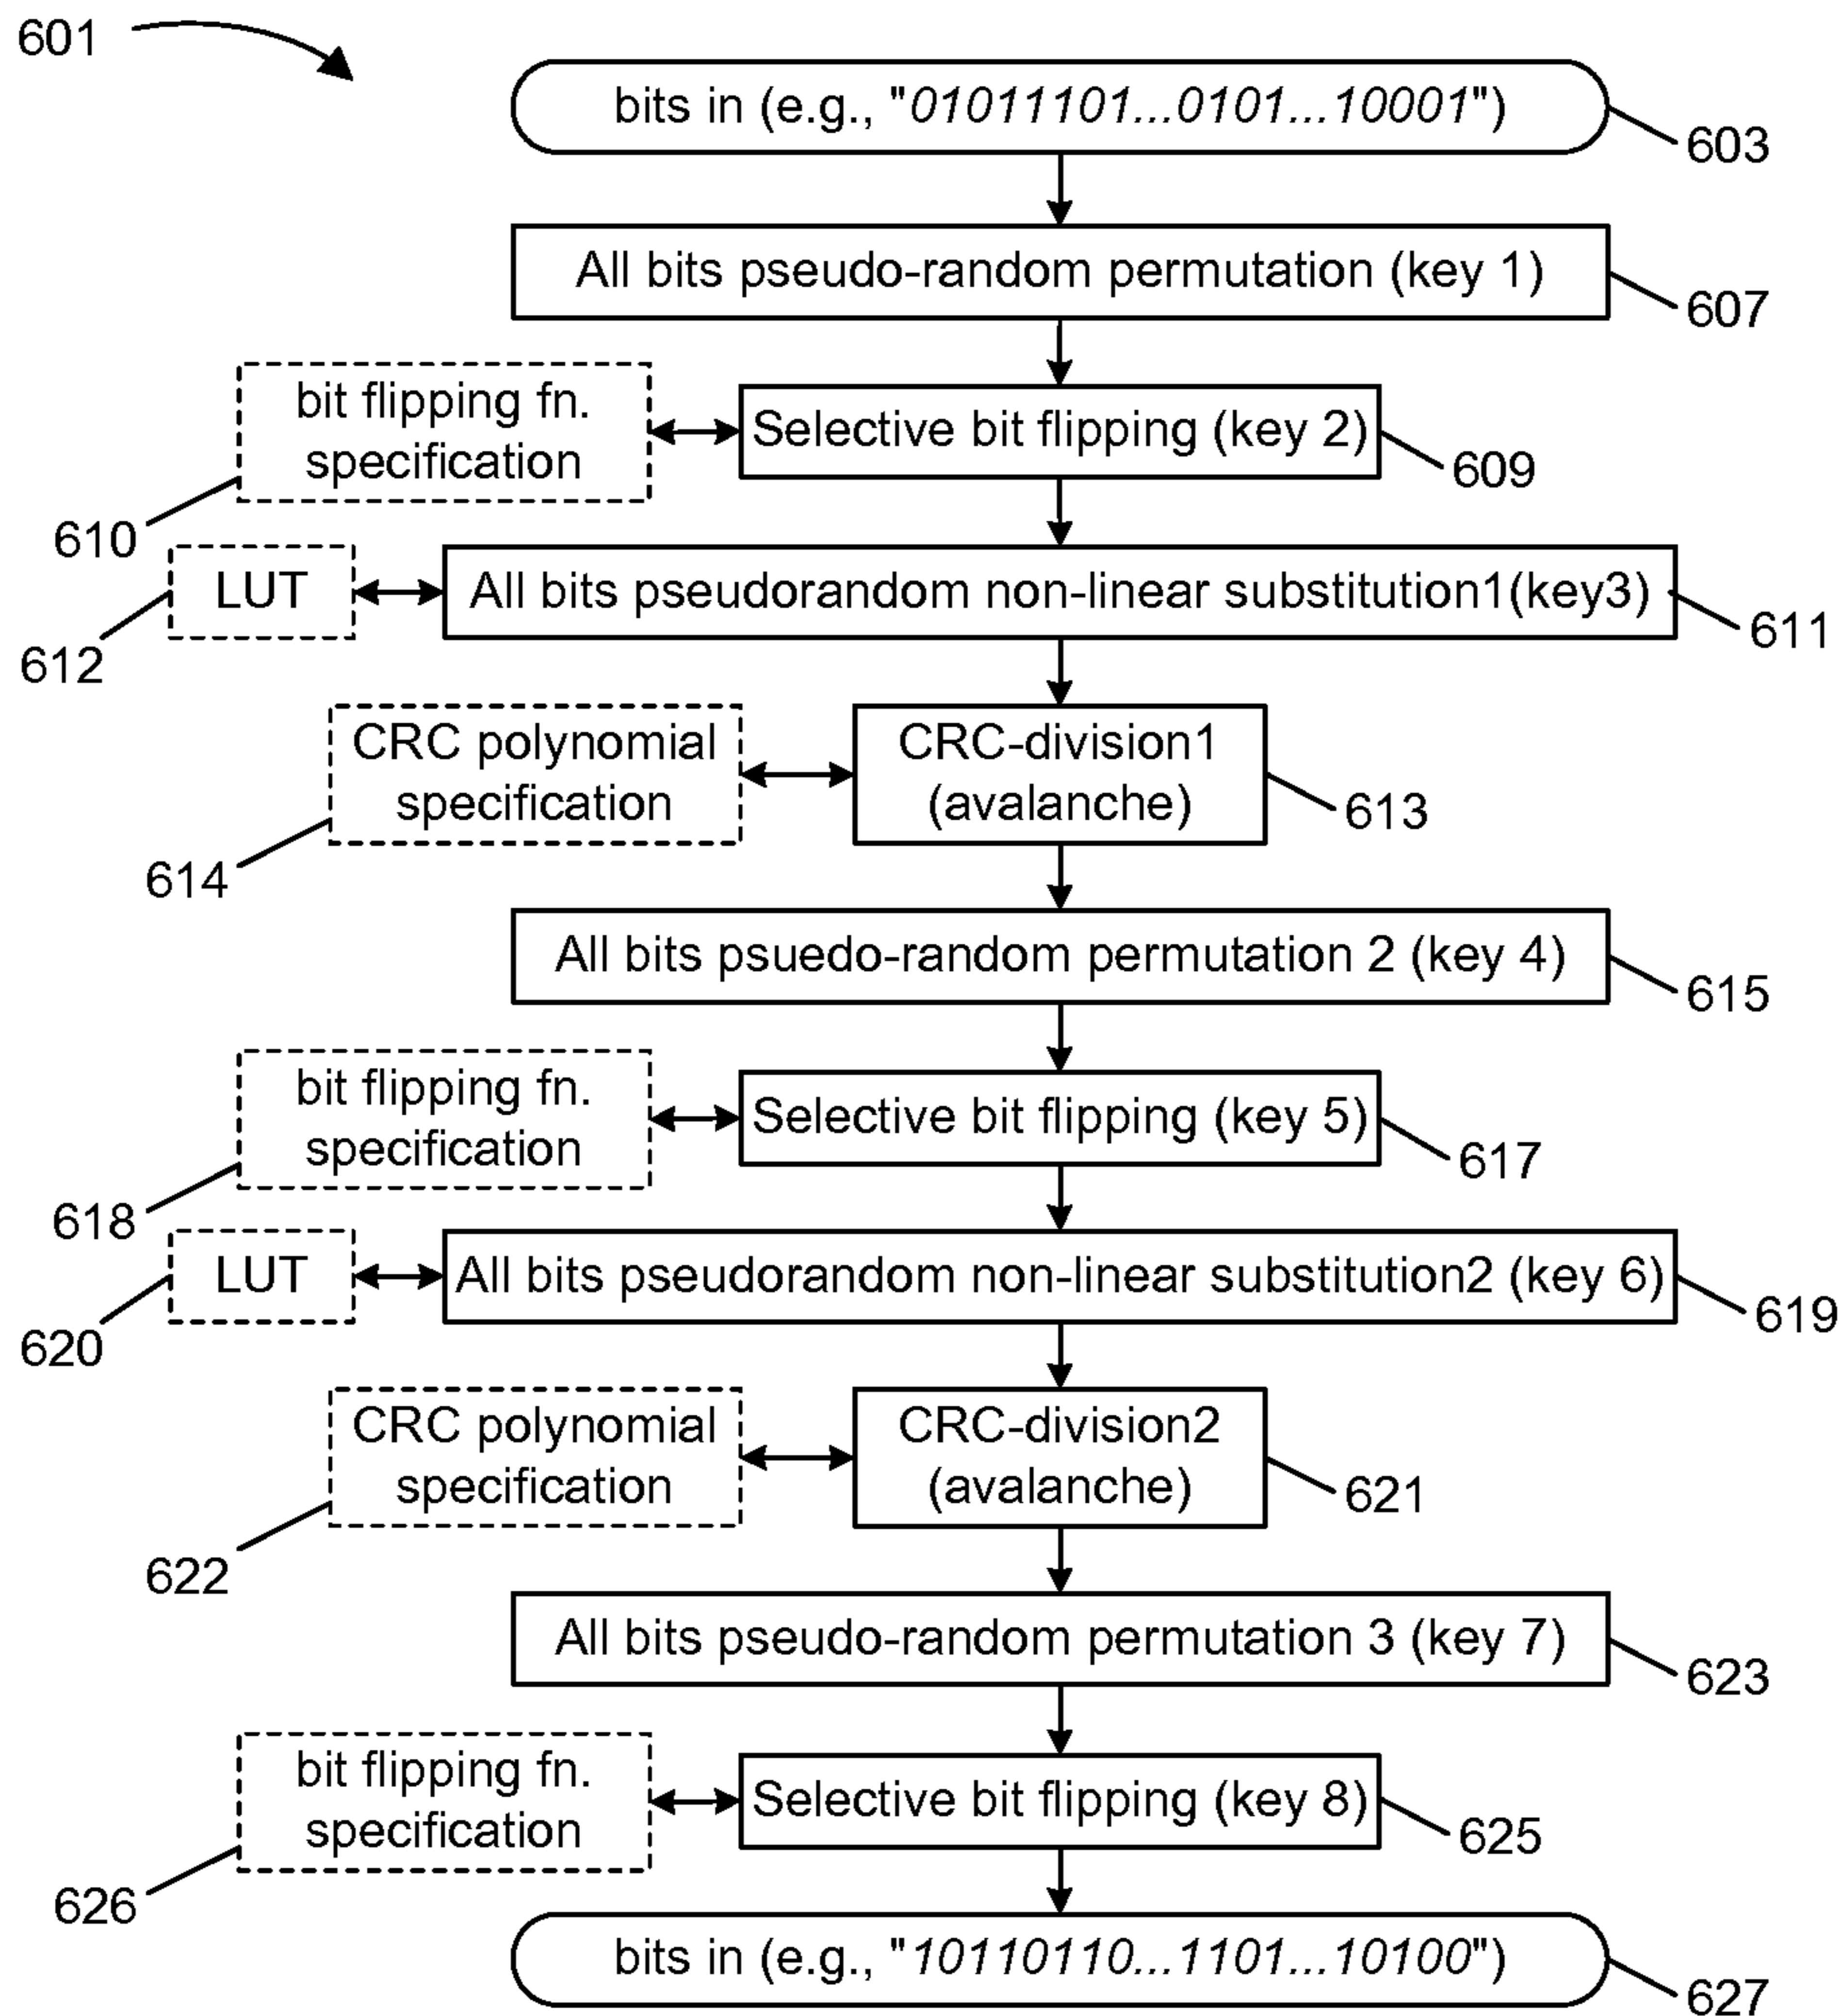 601
bits in (e.g., "01011101...0101...10001")
603
All bits pseudo-random permutation (key 1)
607
bit flipping fn.
specification
Selective bit flipping (key 2)
609
610
LUT
All bits pseudorandom non-linear substitution1(key3)
611
612
CRC polynomial
specification
CRC-division1
(avalanche)
613
614
All bits psuedo-random permutation 2 (key 4)
615
bit flipping fn.
specification
Selective bit flipping (key 5)
617
618
LUT
All bits pseudorandom non-linear substitution2 (key 6)
619
620
CRC polynomial
specification
CRC-division2
(avalanche)
621
622
All bits pseudo-random permutation 3 (key 7)
623
bit flipping fn.
specification
Selective bit flipping (key 8)
625
626
bits in (e.g., "10110110...1101...10100")
627